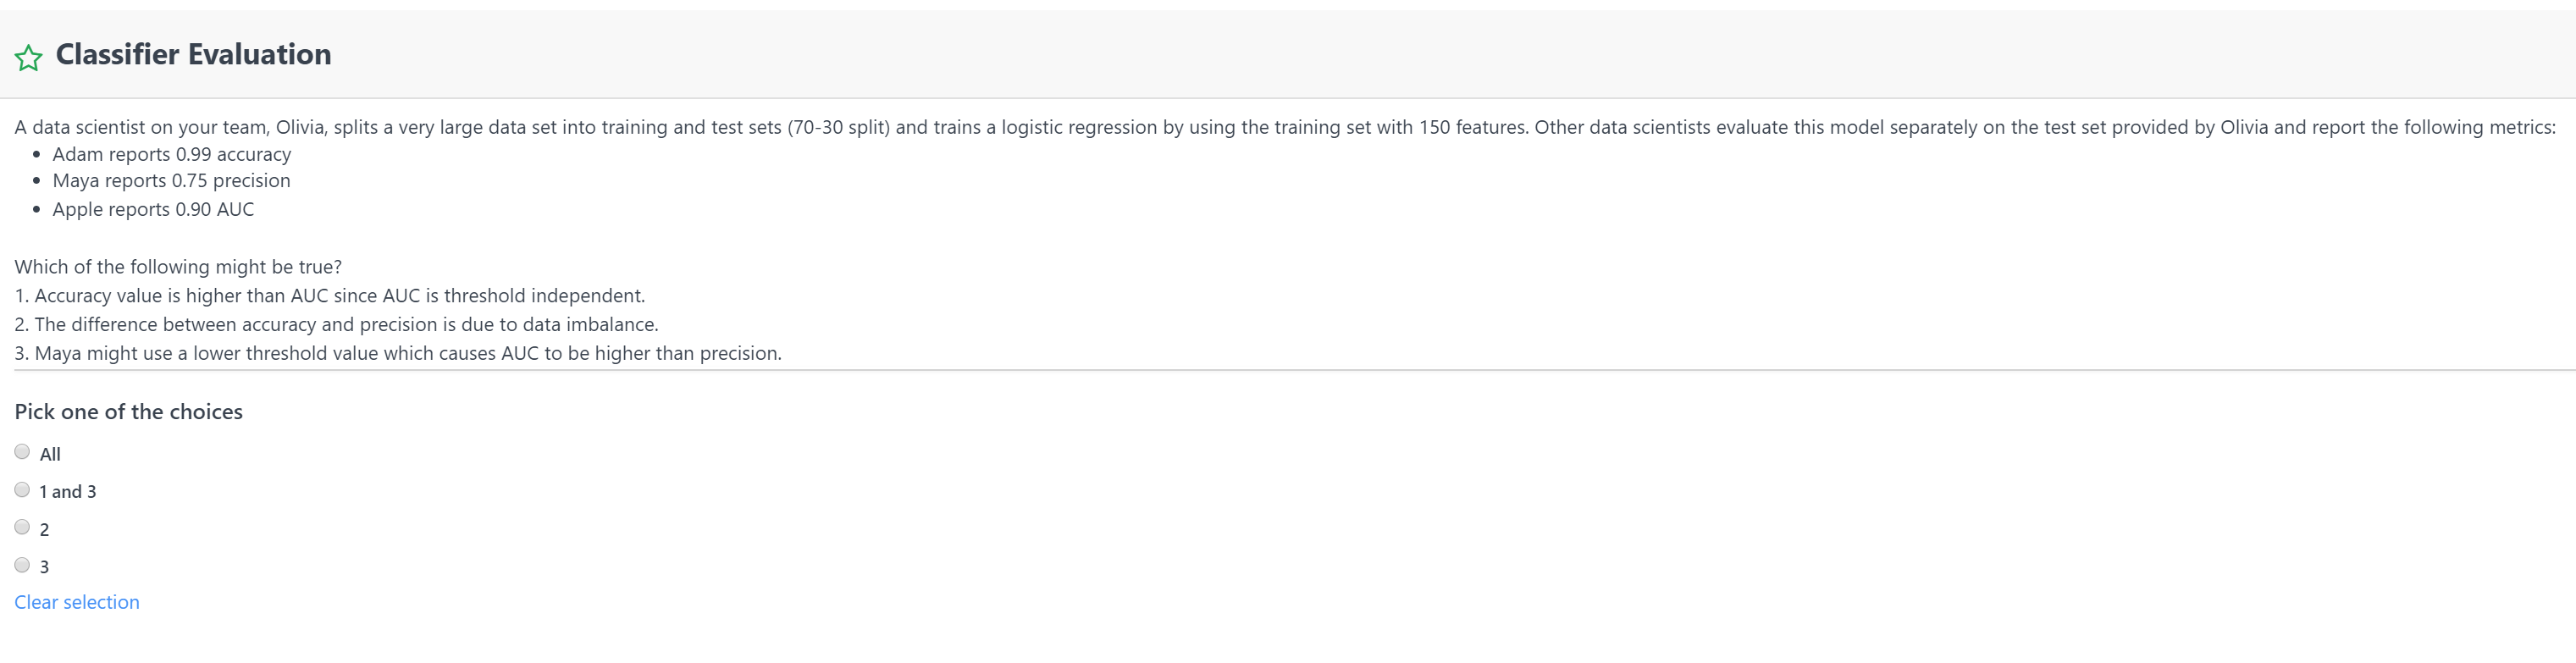 Classifier Evaluation
A data scientist on your team, Olivia, splits a very large data set into training and test sets (70-30 split) and trains a logistic regression by using the training set with 150 features. Other data scientists evaluate this model separately on the test set provided by Olivia and report the following metrics:
• Adam reports 0.99 accuracy
• Maya reports 0.75 precision
• Apple reports 0.90 AUC
Which of the following might be true?
1. Accuracy value is higher than AUC since AUC is threshold independent.
2. The difference between accuracy and precision is due to data imbalance.
3. Maya might use a lower threshold value which causes AUC to be higher than precision.
Pick one of the choices
All
1 and 3
2
3
Clear selection